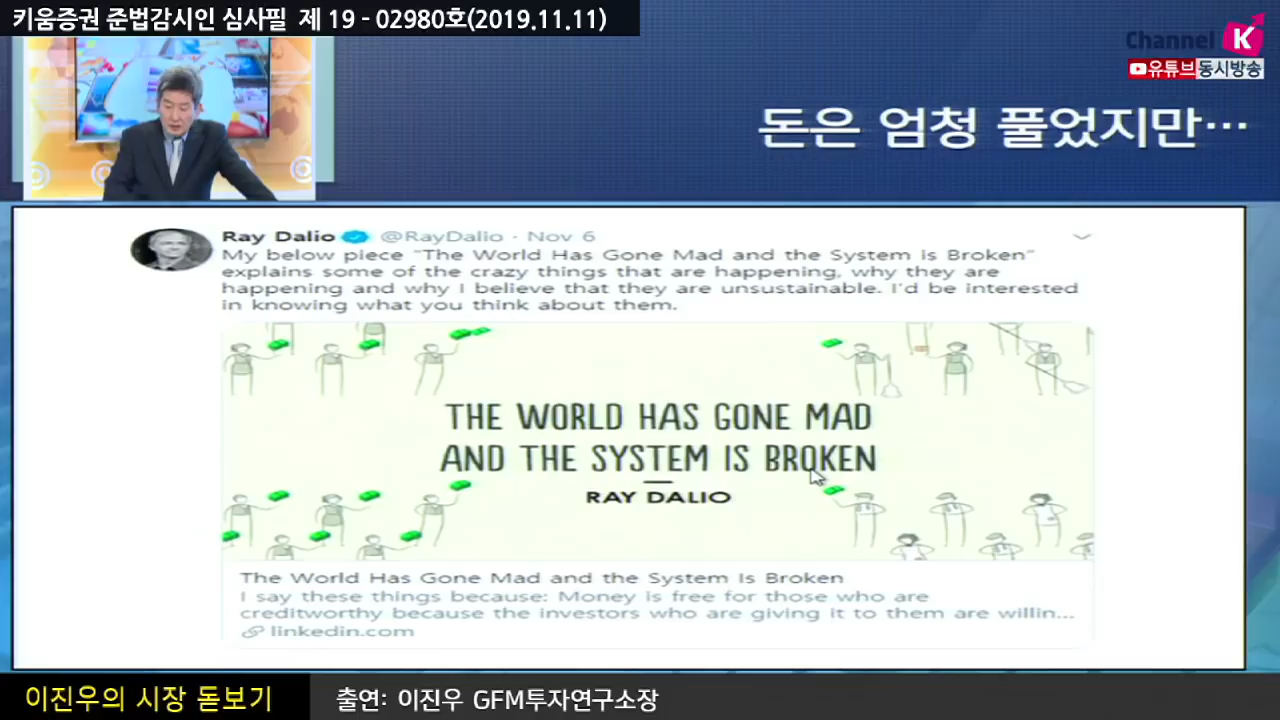 키움증권 준법감시인 심사필 제 19 - 02980호(2019.11.11)
Channel K
유튜브 동시방송
돈은 엄청 풀었지만…
Ray Dalio @RayDalio · Nov 6
My below piece "The World Has Gone Mad and the System is Broken"
explains some of the crazy things that are happening, why they are
happening and why I believe that they are unsustainable. I'd be interested
in knowing what you think about them.
THE WORLD HAS GONE MAD
AND THE SYSTEM IS BROKEN
RAY DALIO
The World Has Gone Mad and the System Is Broken
I say these things because: Money is free for those who are
creditworthy because the investors who are giving it to them are willin...
linkedin.com
이진우의 시장 돋보기
출연: 이진우 GFM투자연구소장